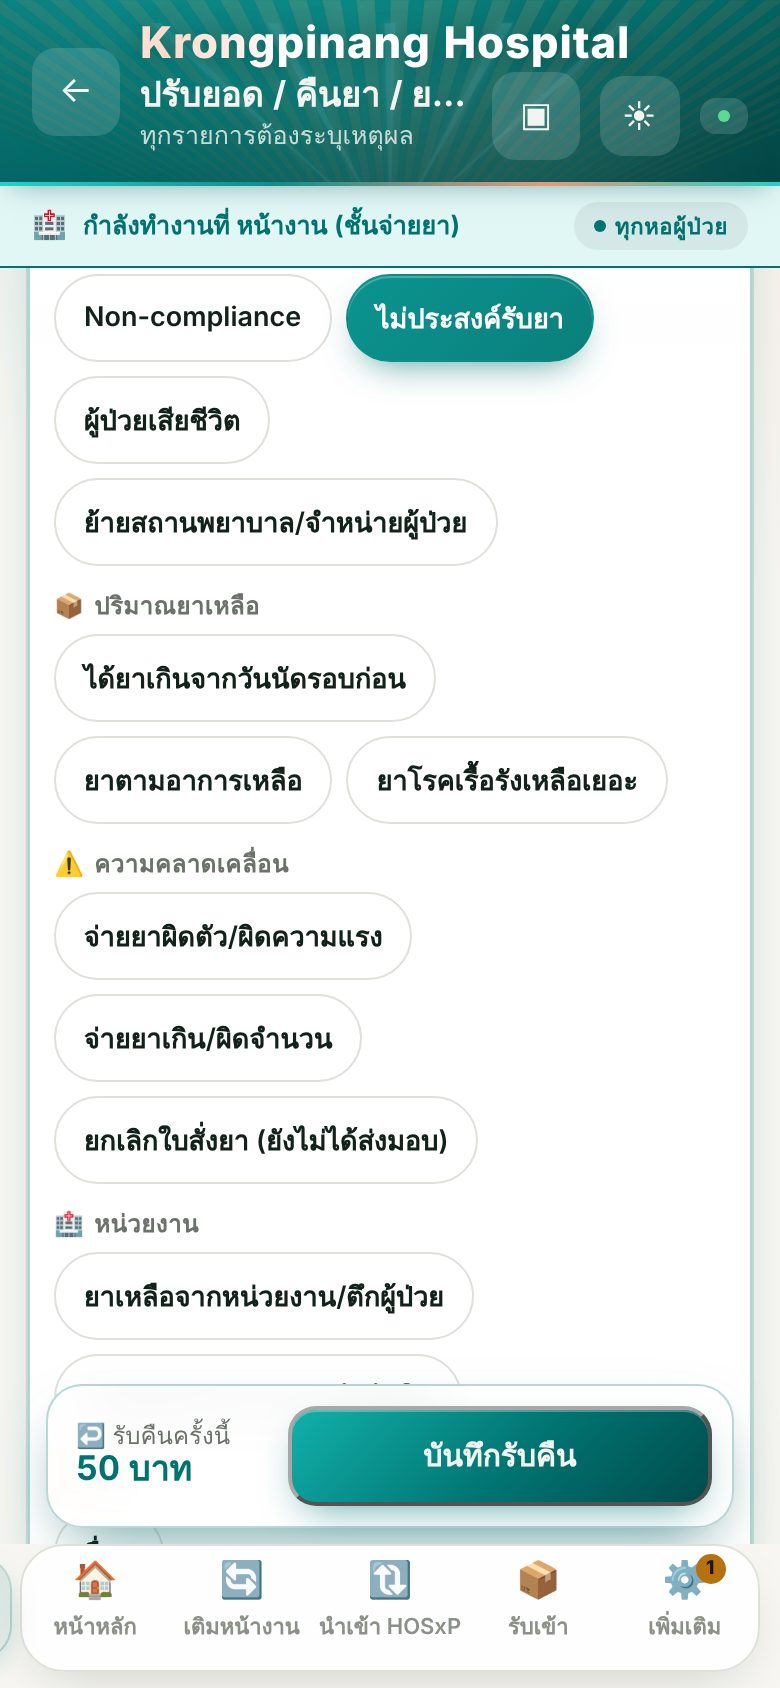 Krongpinang Hospital
ปรับยอด / คืนยา / ย...
ทุกรายการต้องระบุเหตุผล
กำลังทำงานที่ หน้างาน (ชั้นจ่ายยา)
ทุกหอผู้ป่วย
Non-compliance
ไม่ประสงค์รับยา
ผู้ป่วยเสียชีวิต
ย้ายสถานพยาบาล/จำหน่ายผู้ป่วย
ปริมาณยาเหลือ
ได้ยาเกินจากวันนัดรอบก่อน
ยาตามอาการเหลือ
ยาโรคเรื้อรังเหลือเยอะ
ความคลาดเคลื่อน
จ่ายยาผิดตัว/ผิดความแรง
จ่ายยาเกิน/ผิดจำนวน
ยกเลิกใบสั่งยา (ยังไม่ได้ส่งมอบ)
หน่วยงาน
ยาเหลือจากหน่วยงาน/ตึกผู้ป่วย
รับคืนครั้งนี้
50 บาท
บันทึกรับคืน
1
หน้าหลัก
เติมหน้างาน
นำเข้า HOSxP
รับเข้า
เพิ่มเติม